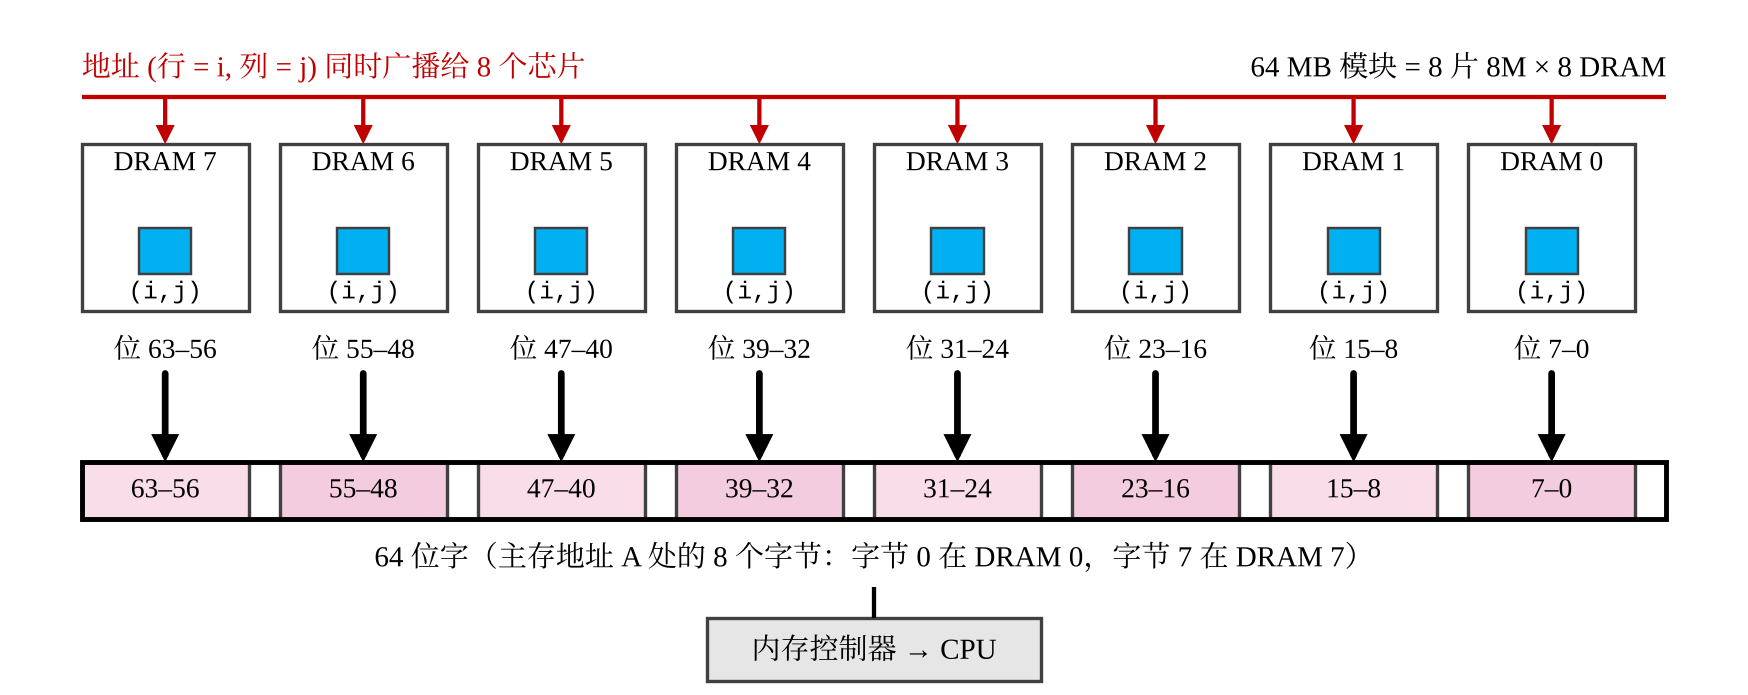 地址 (行 = i, 列 = j) 同时广播给 8 个芯片
64 MB 模块 = 8 片 8M × 8 DRAM
DRAM 7 DRAM 6 DRAM 5 DRAM 4 DRAM 3 DRAM 2 DRAM 1 DRAM 0
(i,j) (i,j) (i,j) (i,j) (i,j) (i,j) (i,j) (i,j)
位 63–56 位 55–48 位 47–40 位 39–32 位 31–24 位 23–16 位 15–8 位 7–0
63–56 55–48 47–40 39–32 31–24 23–16 15–8 7–0
64 位字（主存地址 A 处的 8 个字节：字节 0 在 DRAM 0，字节 7 在 DRAM 7）
内存控制器 → CPU